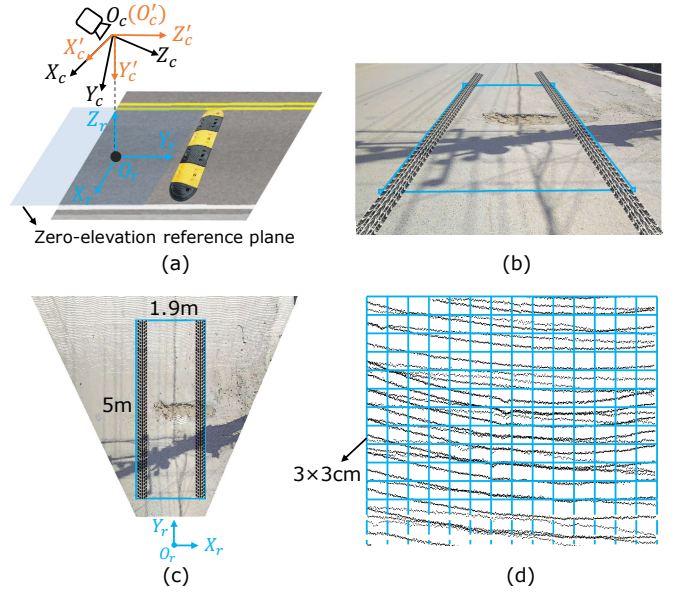 O_c(O'_c)
X'_c
Z'_c
X_c
Z_c
Y'_c
Y_c
Z_r
Y_r
O_r
X_r
Zero-elevation reference plane
(a)
(b)
1.9m
5m
3×3cm
Y_r
O_r
X_r
(c)
(d)